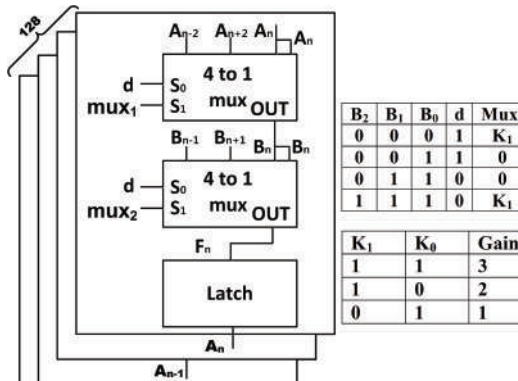 128
Aₙ₋₂ Aₙ₊₂ Aₙ Aₙ
d S₀ 4 to 1
mux₁ S₁ mux OUT
Bₙ₋₁ Bₙ₊₁ Bₙ Bₙ
d S₀ 4 to 1
mux₂ S₁ mux OUT
Fₙ
Latch
Aₙ
Aₙ₋₁
B₂ B₁ B₀ d Mux
0 0 0 1 K₁
0 0 1 1 0
0 1 1 0 0
1 1 1 0 K₁
K₁ K₀ Gain
1 1 3
1 0 2
0 1 1